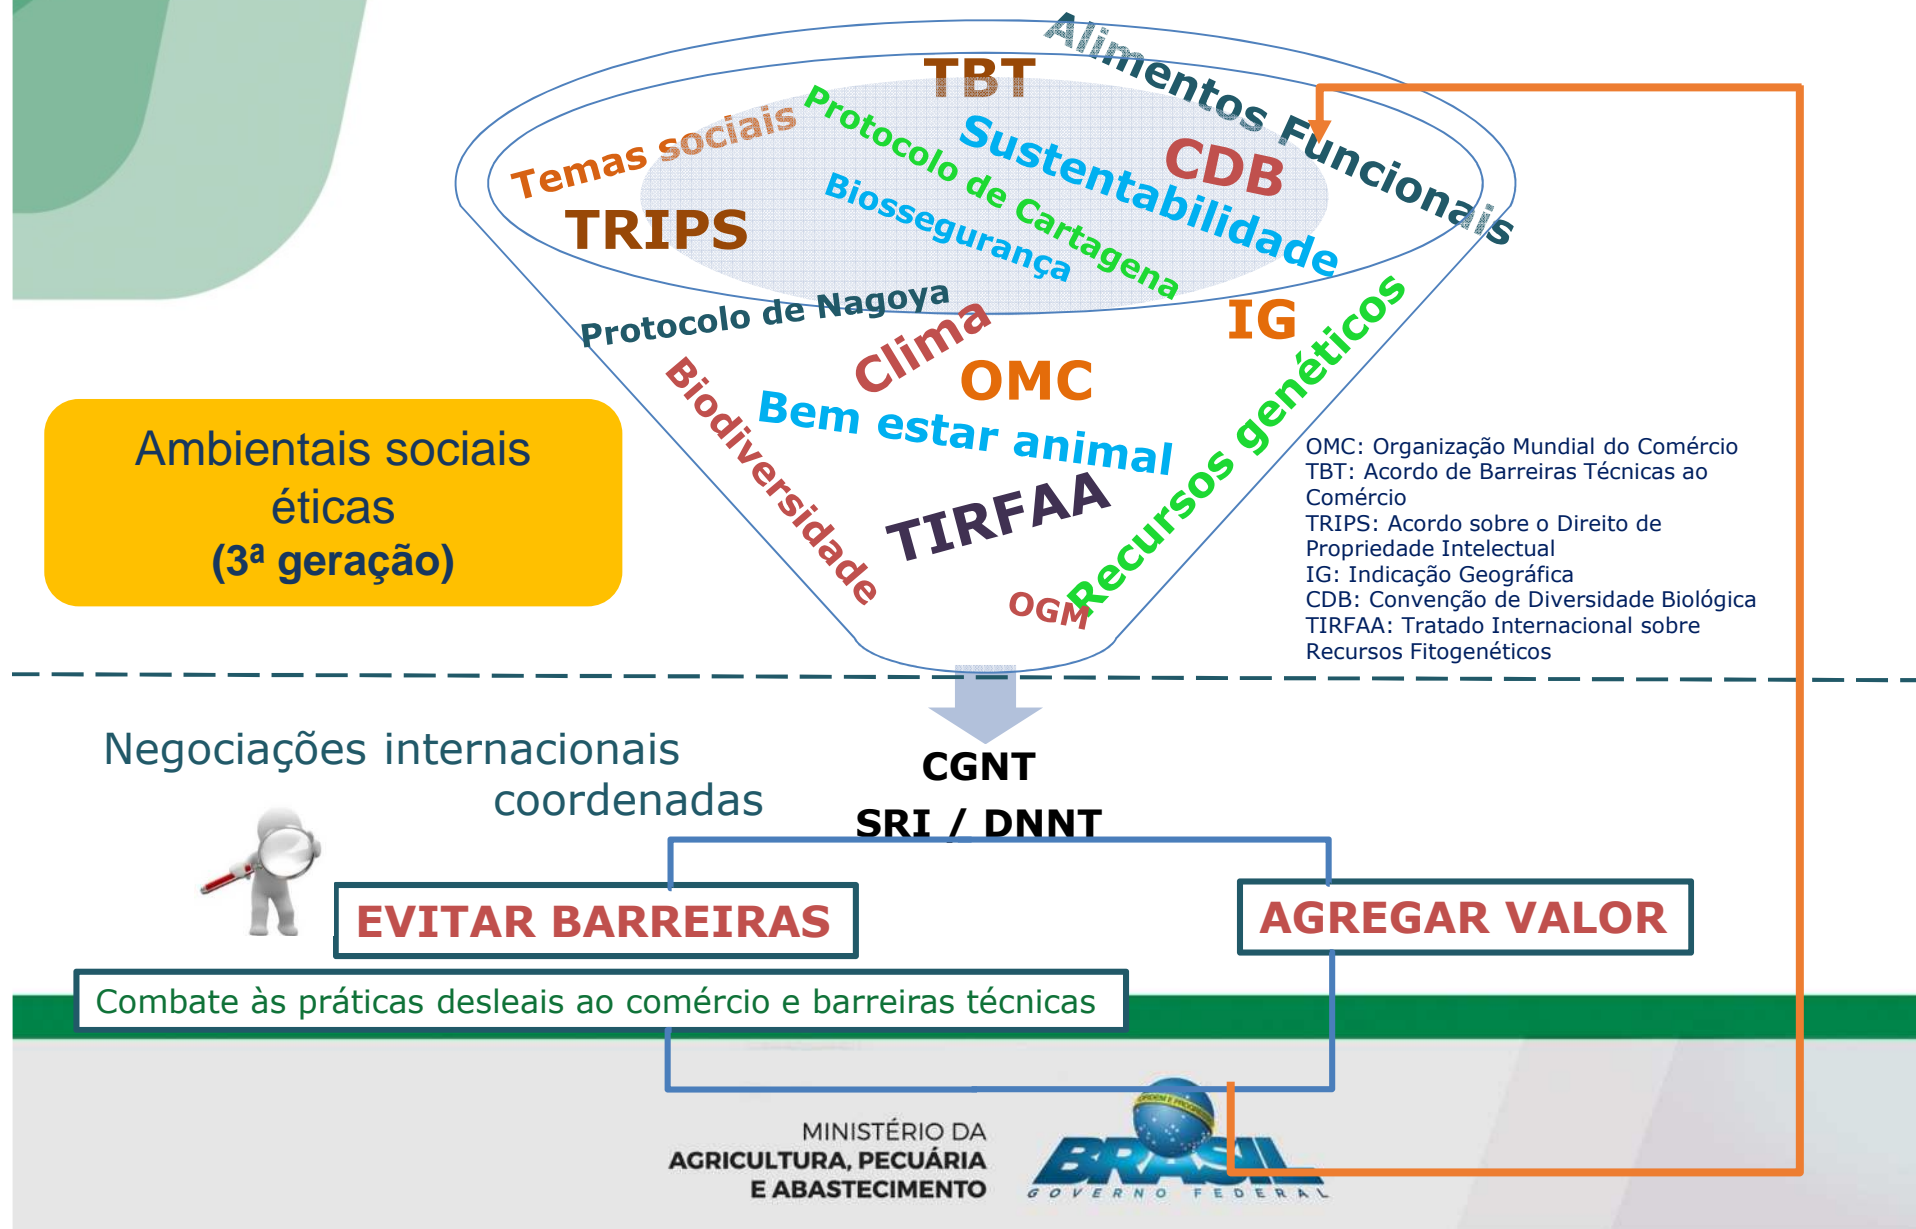 Alimentos Funcionais
TBT
Temas sociais
Protocolo de Cartagena
Sustentabilidade
CDB
TRIPS
Biossegurança
Protocolo de Nagoya
Clima
IG
OMC
Biodiversidade
Bem estar animal
Recursos genéticos
TIRFAA
OGM
Ambientais sociais
éticas
(3ª geração)
OMC: Organização Mundial do Comércio
TBT: Acordo de Barreiras Técnicas ao
Comércio
TRIPS: Acordo sobre o Direito de
Propriedade Intelectual
IG: Indicação Geográfica
CDB: Convenção de Diversidade Biológica
TIRFAA: Tratado Internacional sobre
Recursos Fitogenéticos
Negociações internacionais
coordenadas
CGNT
SRI / DNNT
EVITAR BARREIRAS
AGREGAR VALOR
Combate às práticas desleais ao comércio e barreiras técnicas
MINISTÉRIO DA
AGRICULTURA, PECUÁRIA
E ABASTECIMENTO
ORDEM E PROGRESSO
BRASIL
GOVERNO FEDERAL